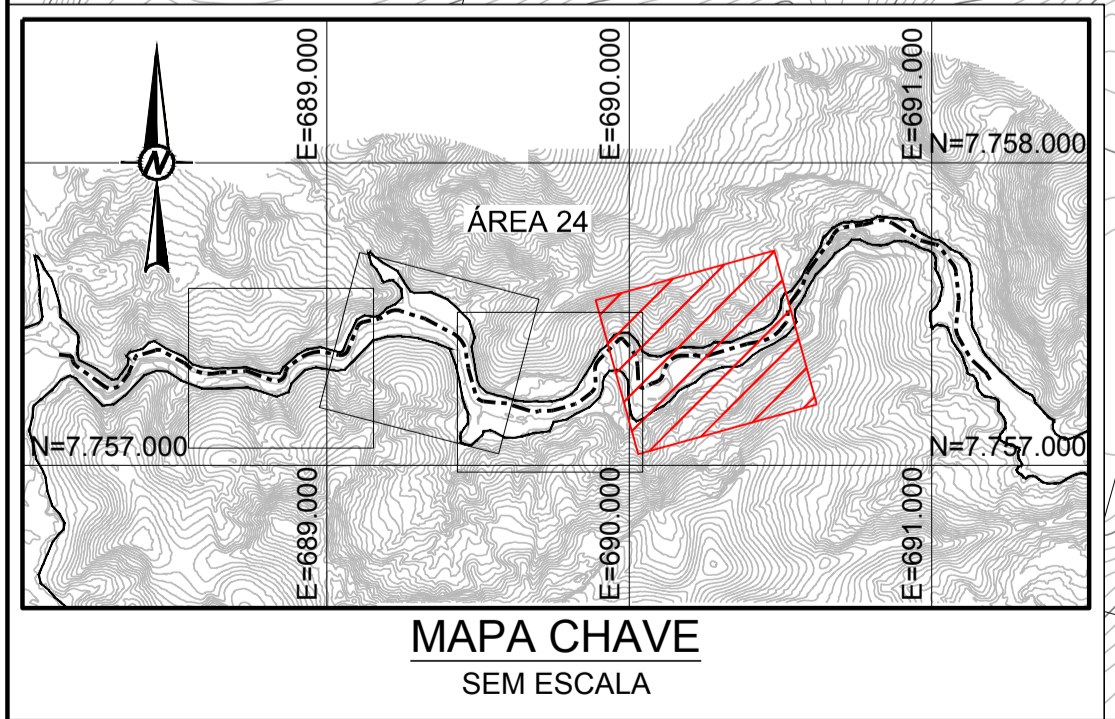 E=689.000
E=690.000
E=691.000
N=7.758.000
N
ÁREA 24
N=7.757.000
N=7.757.000
E=689.000
E=690.000
E=691.000
MAPA CHAVE
SEM ESCALA